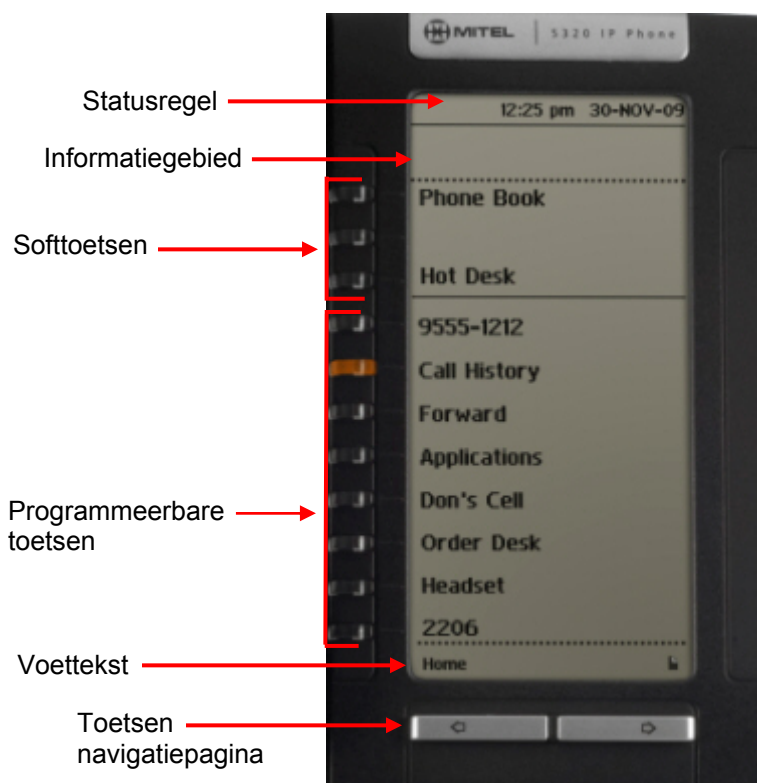 MITEL | 5320 IP Phone
Statusregel
12:25 pm 30-NOV-09
Informatiegebied
Phone Book
Softtoetsen
Hot Desk
9555-1212
Call History
Forward
Applications
Don's Cell
Programmeerbare
toetsen
Order Desk
Headset
2206
Voettekst
Home
Toetsen
navigatiepagina